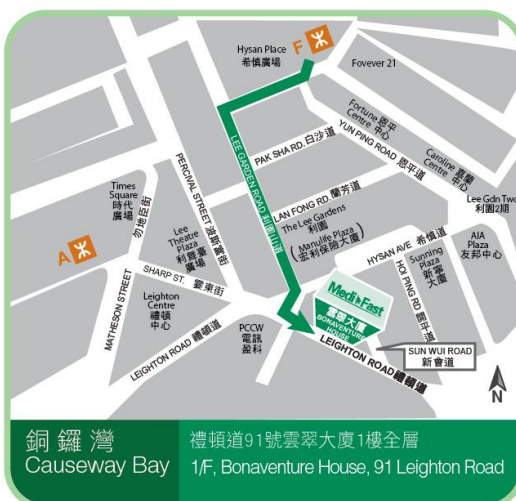 Hysan Place
希慎廣場
F
Fovever 21
Fortune 恩平
Centre 中心
YUN PING ROAD 恩平道
Caroline 嘉蘭
Centre 中心
PAK SHA RD. 白沙道
LEE GARDEN ROAD 利園山道
PERCIVAL STREET 波斯富街
Times
Square
時代
廣場
勿地臣街
LAN FONG RD. 蘭芳道
The Lee Gardens
利園
(Manulife Plaza
宏利保險大廈)
Lee Gdn Two
利園2期
Lee
Theatre
Plaza
利舞臺
廣場
A
HYSAN AVE 希慎道
AIA
Plaza
友邦中心
Sunning
Plaza
新寧
大廈
HOI PING RD 開平道
SHARP ST. 霎東街
MATHESON STREET
Leighton
Centre
禮頓
中心
Medi Fast
雲翠大廈
BONAVENTURE
HOUSE
PCCW
電訊
盈科
LEIGHTON ROAD 禮頓道
LEIGHTON ROAD 禮頓道
SUN WUI ROAD
新會道
N
銅鑼灣
Causeway Bay
禮頓道91號雲翠大廈1樓全層
1/F, Bonaventure House, 91 Leighton Road